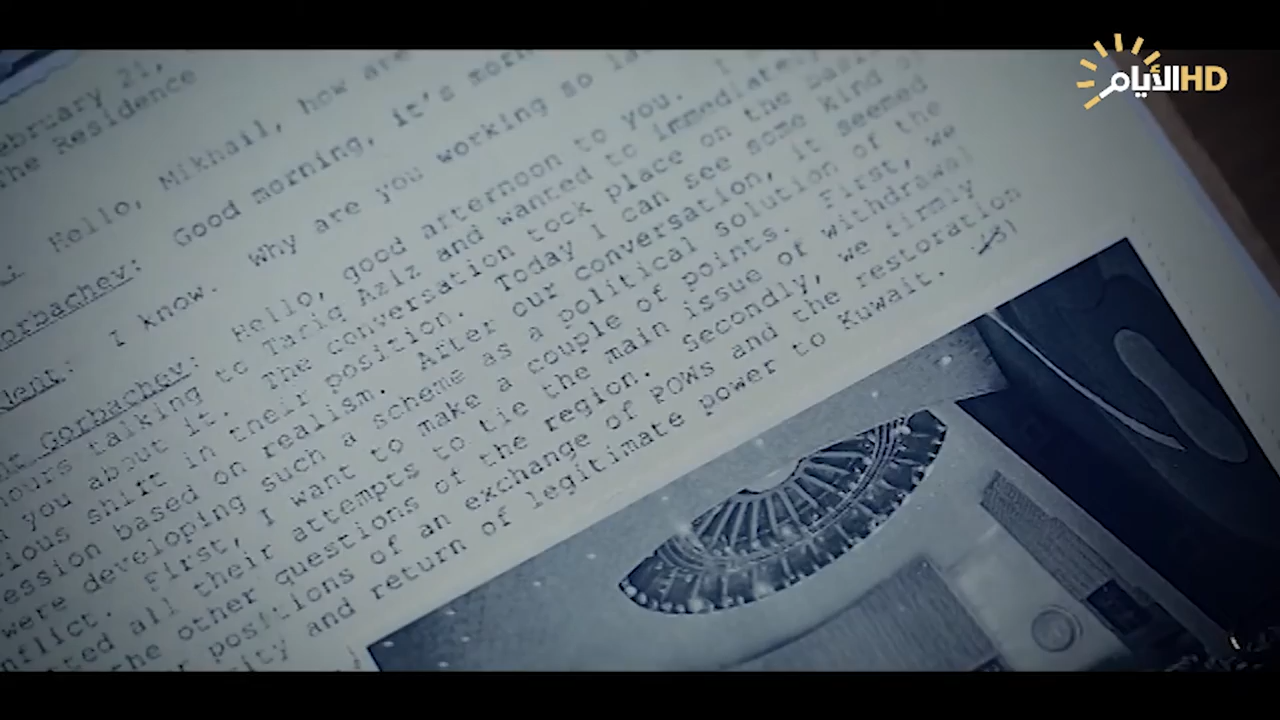 الأيام HD
ebruary 21,
he Residence
Hello, Mikhail, how are
orbachev: Good morning, it's morn
dent: I know. Why are you working so la
Gorbachev: Hello, good afternoon to you. I
hours talking to Tariq Aziz and wanted to immediately
you about it. The conversation took place on the basi
ious shift in their position. Today I can see some kind o
ession based on realism. After our conversation, it seemed
were developing such a scheme as a political solution of the
nflict. First, I want to make a couple of points. First, we
ted all their attempts to tie the main issue of withdrawal
he other questions of the region. Secondly, we firmly
positions of an exchange of POWs and the restoration
ity and return of legitimate power to Kuwait.